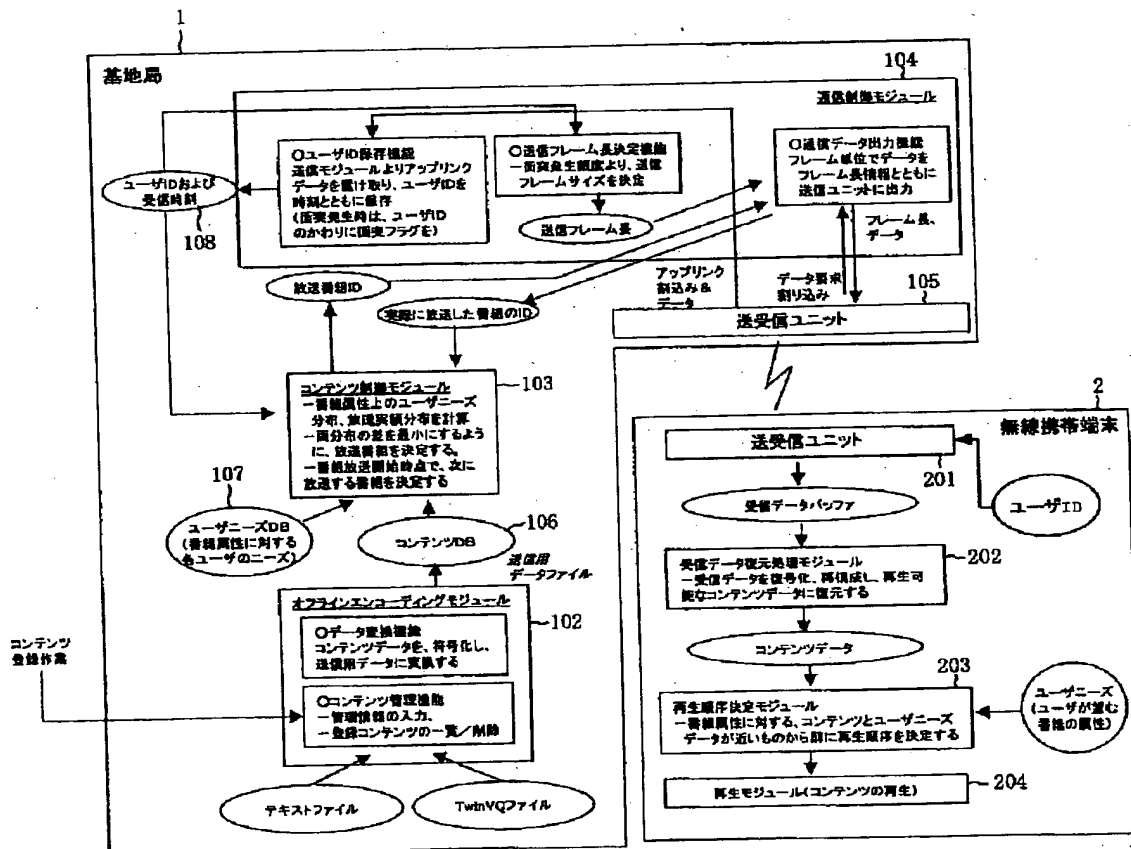 1
基地局
104
通信制御モジュール
○ユーザID保存機能
送信モジュールよりアップリンク
データを受け取り、ユーザIDを
時刻とともに保存
(衝突発生時は、ユーザID
のかわりに衝突フラグを)
○送信フレーム長決定機能
ー衝突発生頻度より、送信
フレームサイズを決定
○通信データ出力機能
フレーム単位でデータを
フレーム長情報とともに
送信ユニットに出力
ユーザIDおよび
受信時刻
108
送信フレーム長
フレーム長、
データ
放送番組ID
実際に放送した番組のID
アップリンク
割込み&
データ
データ要求
割り込み
105
送受信ユニット
コンテンツ制御モジュール
ー番組属性上のユーザニーズ
分布、放送実績分布を計算
ー両分布の差を最小にするよう
に、放送番組を決定する。
ー番組放送開始時点で、次に
放送する番組を決定する
103
107
ユーザニーズDB
(番組属性に対する
各ユーザのニーズ)
106
コンテンツDB
送信用
データファイル
オフラインエンコーディングモジュール
102
○データ変換機能
コンテンツデータを、符号化し、
送信用データに変換する
○コンテンツ管理機能
ー管理情報の入力、
ー登録コンテンツの一覧/削除
コンテンツ
登録作業
テキストファイル
TwinVQファイル
2
無線携帯端末
送受信ユニット
201
ユーザID
受信データバッファ
202
受信データ復元処理モジュール
ー受信データを復号化、再構成し、再生可
能なコンテンツデータに復元する
コンテンツデータ
203
再生順序決定モジュール
ー番組属性に対する、コンテンツとユーザニーズ
データが近いものから順に再生順序を決定する
ユーザニーズ
(ユーザが望む
番組の属性)
204
再生モジュール(コンテンツの再生)